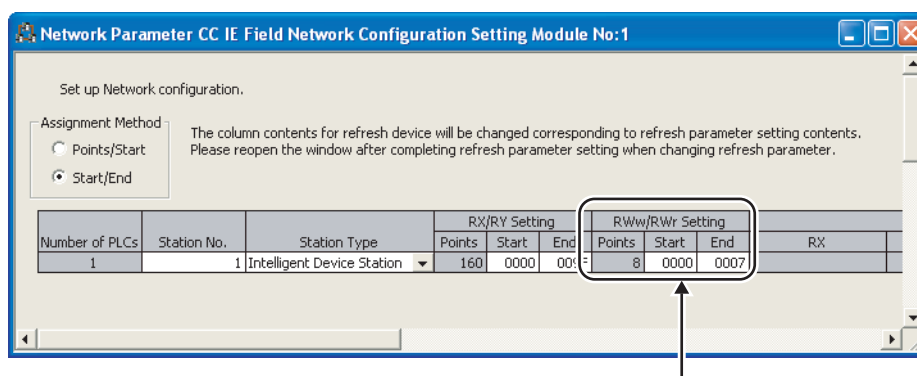 Network Parameter CC IE Field Network Configuration Setting Module No:1
Set up Network configuration.
Assignment Method
Points/Start
Start/End
The column contents for refresh device will be changed corresponding to refresh parameter setting contents.
Please reopen the window after completing refresh parameter setting when changing refresh parameter.
RX/RY Setting RWw/RWr Setting
Number of PLCs Station No. Station Type Points Start End Points Start End RX
1 1 Intelligent Device Station 160 0000 8 0000 0007